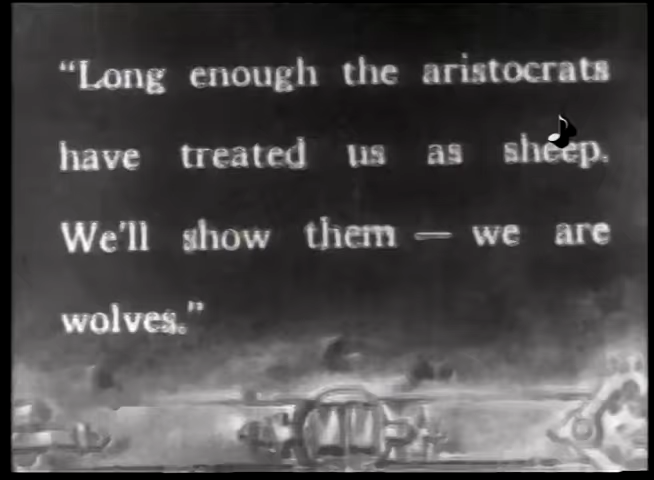 “Long enough the aristocrats
have treated us as sheep.
We'll show them — we are
wolves.”